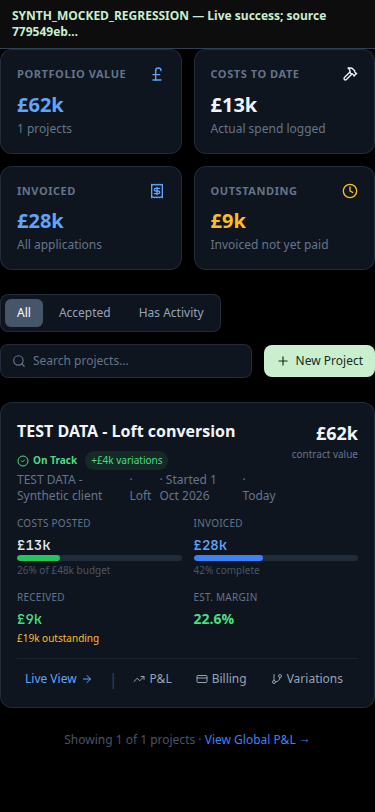 SYNTH_MOCKED_REGRESSION — Live success; source
779549eb...
PORTFOLIO VALUE
£62k
1 projects
COSTS TO DATE
£13k
Actual spend logged
INVOICED
£28k
All applications
OUTSTANDING
£9k
Invoiced not yet paid
All Accepted Has Activity
Search projects...
+ New Project
TEST DATA - Loft conversion
£62k
contract value
On Track +£4k variations
TEST DATA - · · Started 1 ·
Synthetic client Loft Oct 2026 Today
COSTS POSTED
£13k
26% of £48k budget
INVOICED
£28k
42% complete
RECEIVED
£9k
£19k outstanding
EST. MARGIN
22.6%
Live View → | P&L Billing Variations
Showing 1 of 1 projects · View Global P&L →